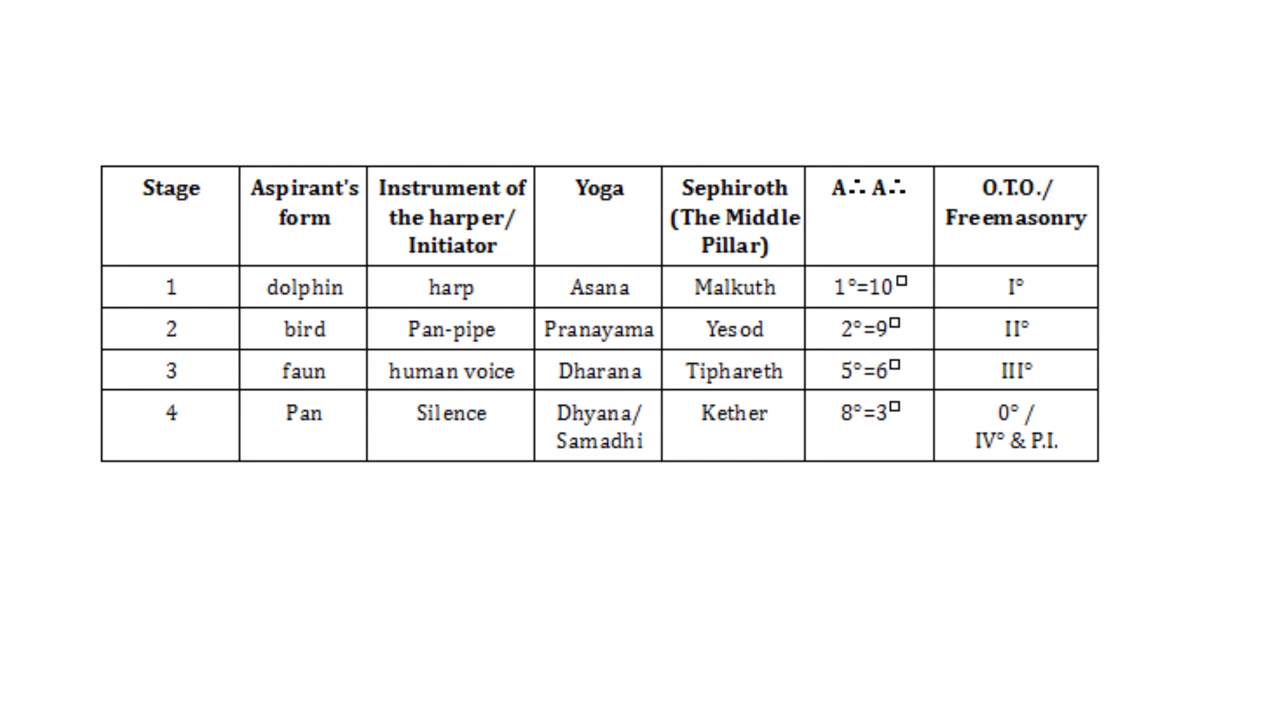 Stage Aspirant's form Instrument of the harper/ Initiator Yoga Sephiroth (The Middle Pillar) A∴ A∴ O.T.O./ Freemasonry
1 dolphin harp Asana Malkuth 1°=10□ I°
2 bird Pan-pipe Pranayama Yesod 2°=9□ II°
3 faun human voice Dharana Tiphareth 5°=6□ III°
4 Pan Silence Dhyana/ Samadhi Kether 8°=3□ 0° / IV° & P.I.